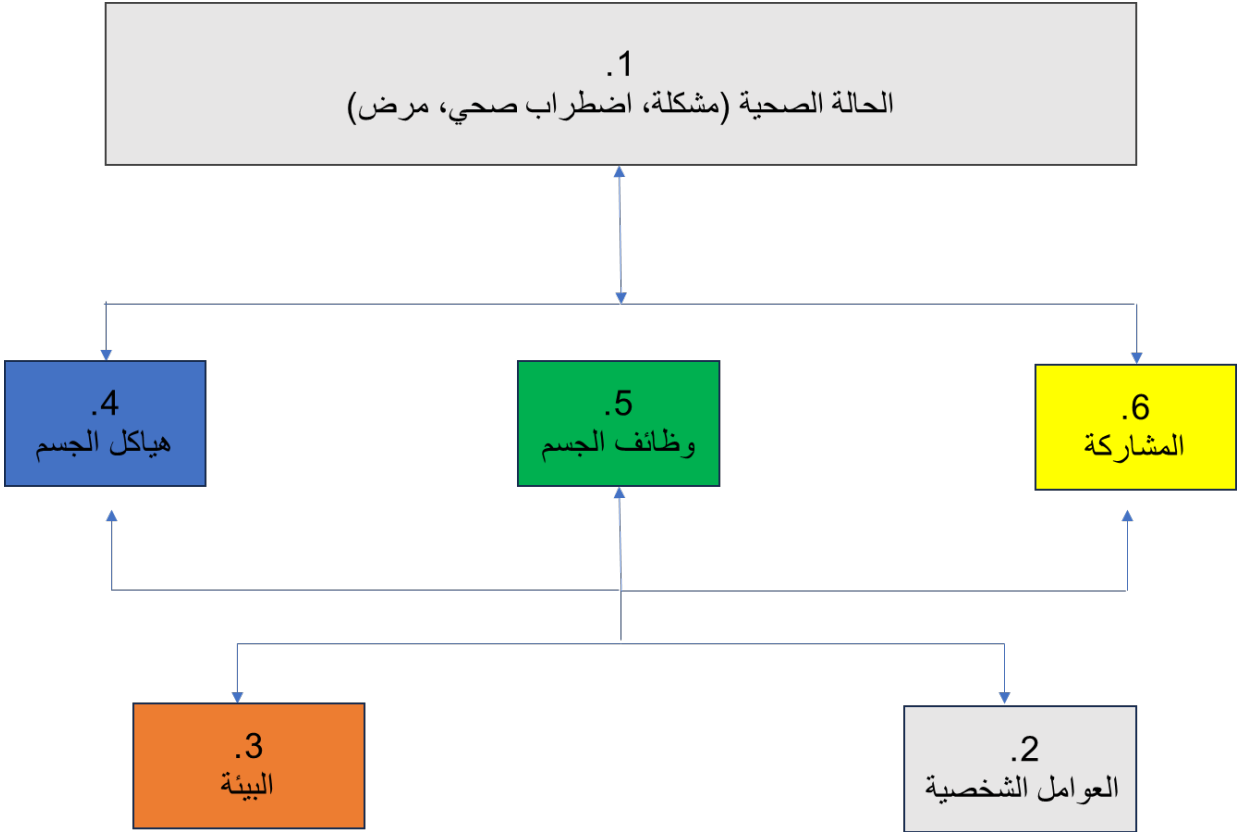 .1
الحالة الصحية (مشكلة، اضطراب صحي، مرض)
.6
المشاركة
.5
وظائف الجسم
.4
هياكل الجسم
.2
العوامل الشخصية
.3
البيئة